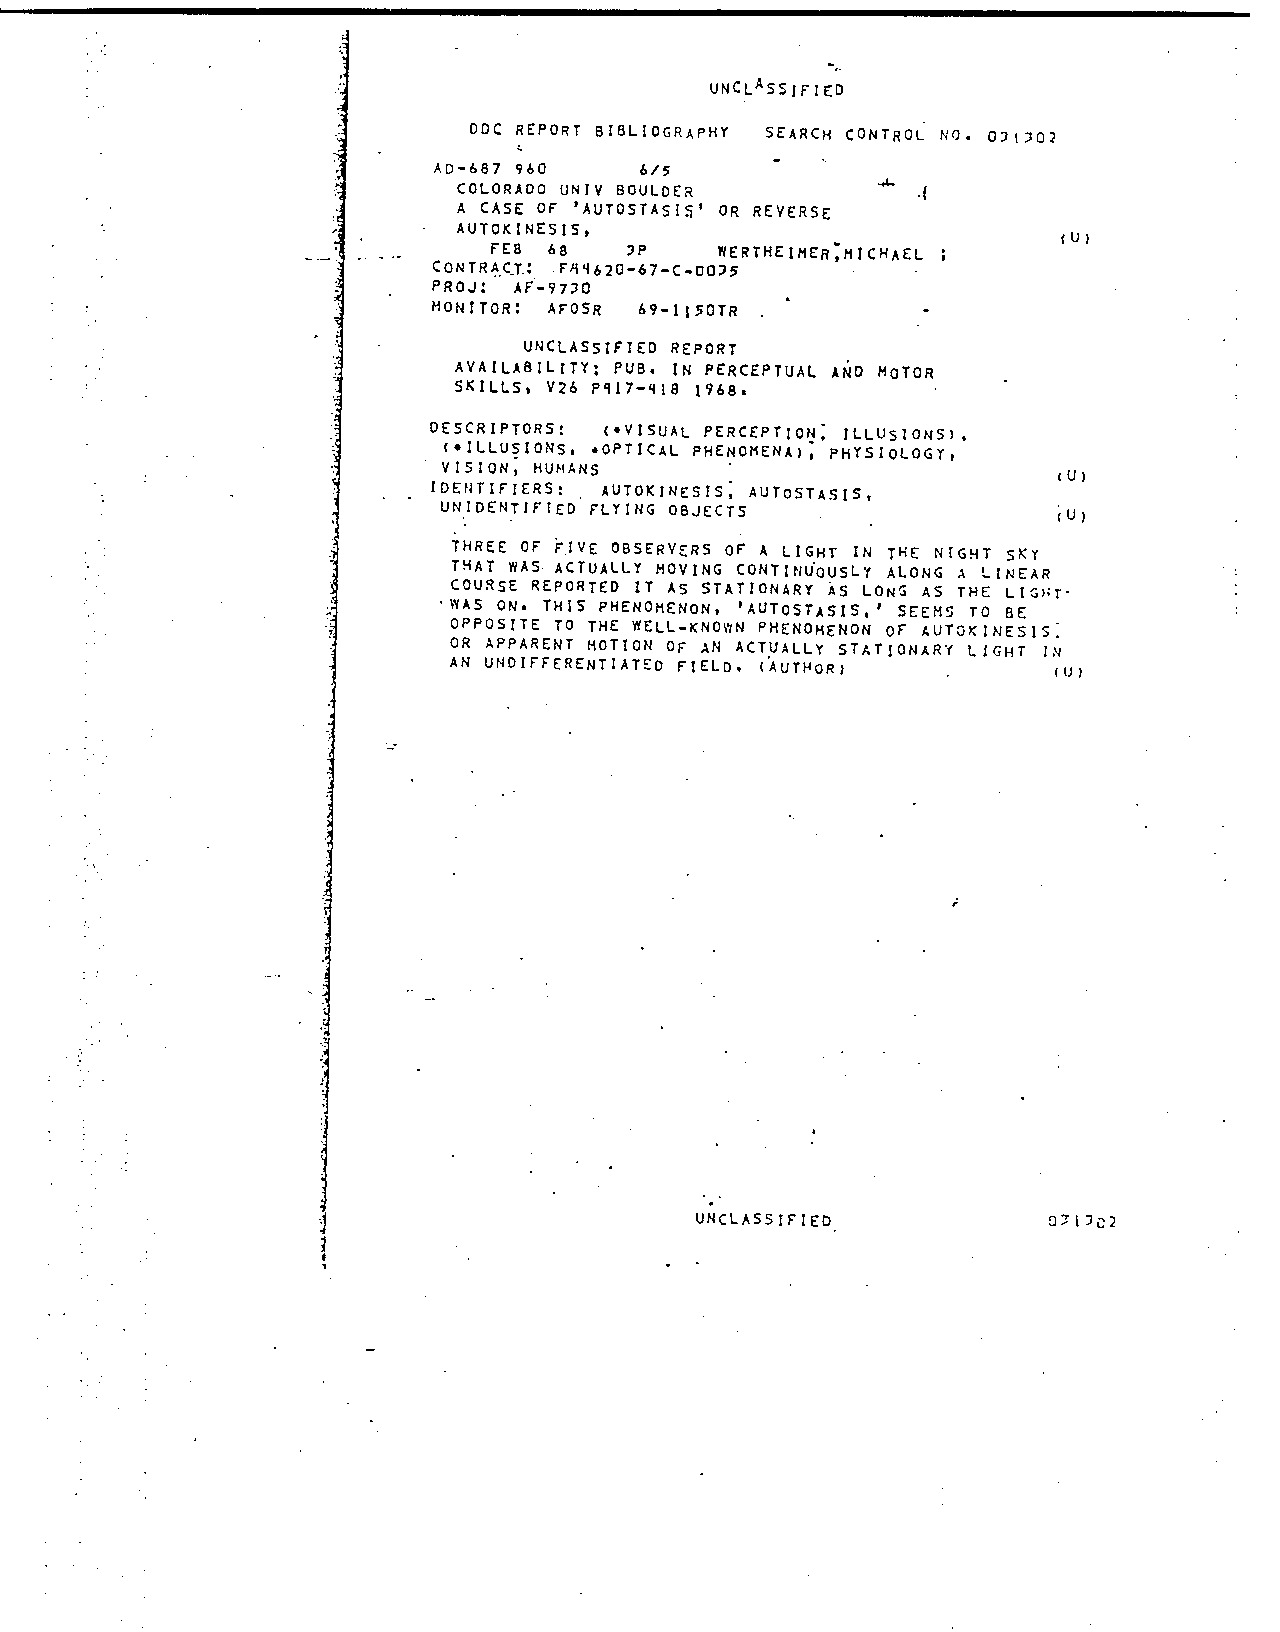 UNCLASSIFIED
DDC REPORT BIBLIOGRAPHY SEARCH CONTROL NO. 031302
AD-687 960 6/5
COLORADO UNIV BOULDER
A CASE OF 'AUTOSTASIS' OR REVERSE
AUTOKINESIS, (U)
FEB 68 3P WERTHEIMER,MICHAEL ;
CONTRACT: F44620-67-C-0035
PROJ: AF-9730
MONITOR: AFOSR 69-1150TR
UNCLASSIFIED REPORT
AVAILABILITY: PUB. IN PERCEPTUAL AND MOTOR
SKILLS, V26 P417-418 1968.
DESCRIPTORS: (*VISUAL PERCEPTION, ILLUSIONS),
(*ILLUSIONS, *OPTICAL PHENOMENA), PHYSIOLOGY,
VISION, HUMANS (U)
IDENTIFIERS: AUTOKINESIS, AUTOSTASIS,
UNIDENTIFIED FLYING OBJECTS (U)
THREE OF FIVE OBSERVERS OF A LIGHT IN THE NIGHT SKY
THAT WAS ACTUALLY MOVING CONTINUOUSLY ALONG A LINEAR
COURSE REPORTED IT AS STATIONARY AS LONG AS THE LIGHT
WAS ON. THIS PHENOMENON, 'AUTOSTASIS,' SEEMS TO BE
OPPOSITE TO THE WELL-KNOWN PHENOMENON OF AUTOKINESIS,
OR APPARENT MOTION OF AN ACTUALLY STATIONARY LIGHT IN
AN UNDIFFERENTIATED FIELD. (AUTHOR) (U)
UNCLASSIFIED 031302